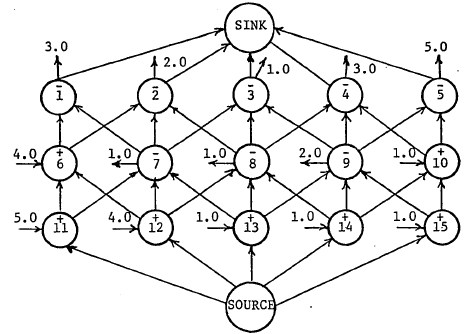 SINK
3.0 2.0 1.0 3.0 5.0
- - - - -
1 2 3 4 5
+ - - - +
4.0 6 1.0 7 1.0 8 2.0 9 1.0 10
+ + + + +
5.0 11 4.0 12 1.0 13 1.0 14 1.0 15
SOURCE